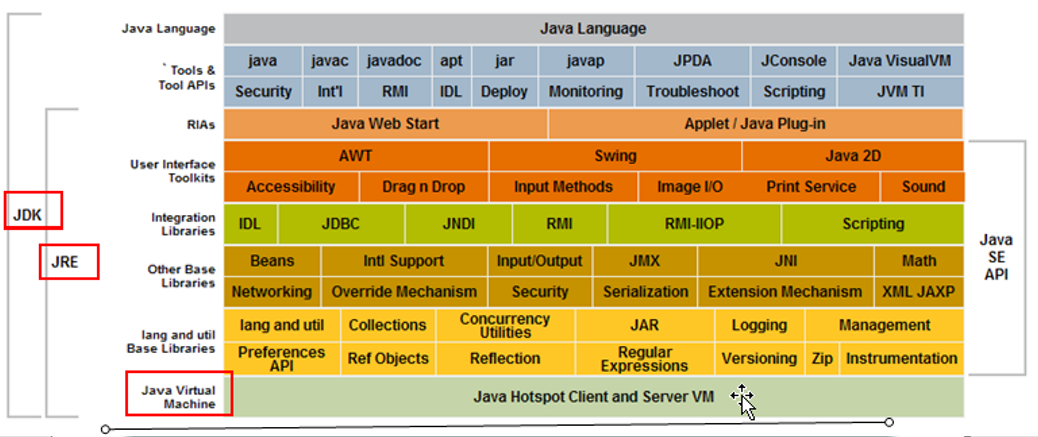 Java Language
Java Language
` Tools &
Tool APIs
java javac javadoc apt jar javap JPDA JConsole Java VisualVM
Security Int'l RMI IDL Deploy Monitoring Troubleshoot Scripting JVM TI
RIAs
Java Web Start Applet / Java Plug-in
User Interface
Toolkits
AWT Swing Java 2D
Accessibility Drag n Drop Input Methods Image I/O Print Service Sound
Integration
Libraries
IDL JDBC JNDI RMI RMI-IIOP Scripting
Other Base
Libraries
Beans Intl Support Input/Output JMX JNI Math
Networking Override Mechanism Security Serialization Extension Mechanism XML JAXP
lang and util
Base Libraries
lang and util Collections Concurrency
Utilities JAR Logging Management
Preferences
API Ref Objects Reflection Regular
Expressions Versioning Zip Instrumentation
Java Virtual
Machine
Java Hotspot Client and Server VM
JDK
JRE
Java
SE
API